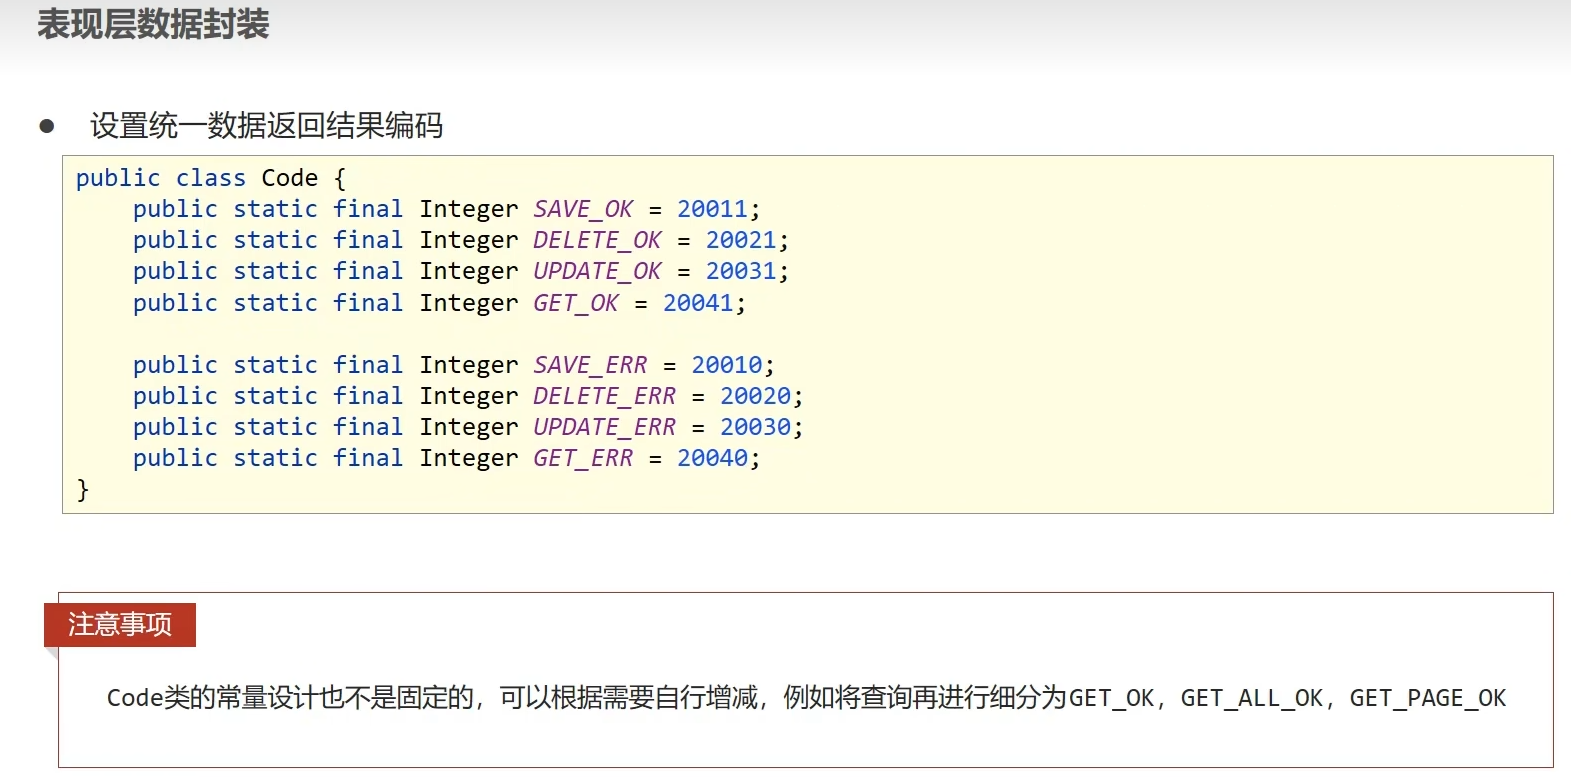 表现层数据封装
● 设置统一数据返回结果编码
public class Code {
    public static final Integer SAVE_OK = 20011;
    public static final Integer DELETE_OK = 20021;
    public static final Integer UPDATE_OK = 20031;
    public static final Integer GET_OK = 20041;

    public static final Integer SAVE_ERR = 20010;
    public static final Integer DELETE_ERR = 20020;
    public static final Integer UPDATE_ERR = 20030;
    public static final Integer GET_ERR = 20040;
}
注意事项
Code类的常量设计也不是固定的，可以根据需要自行增减，例如将查询再进行细分为GET_OK，GET_ALL_OK，GET_PAGE_OK